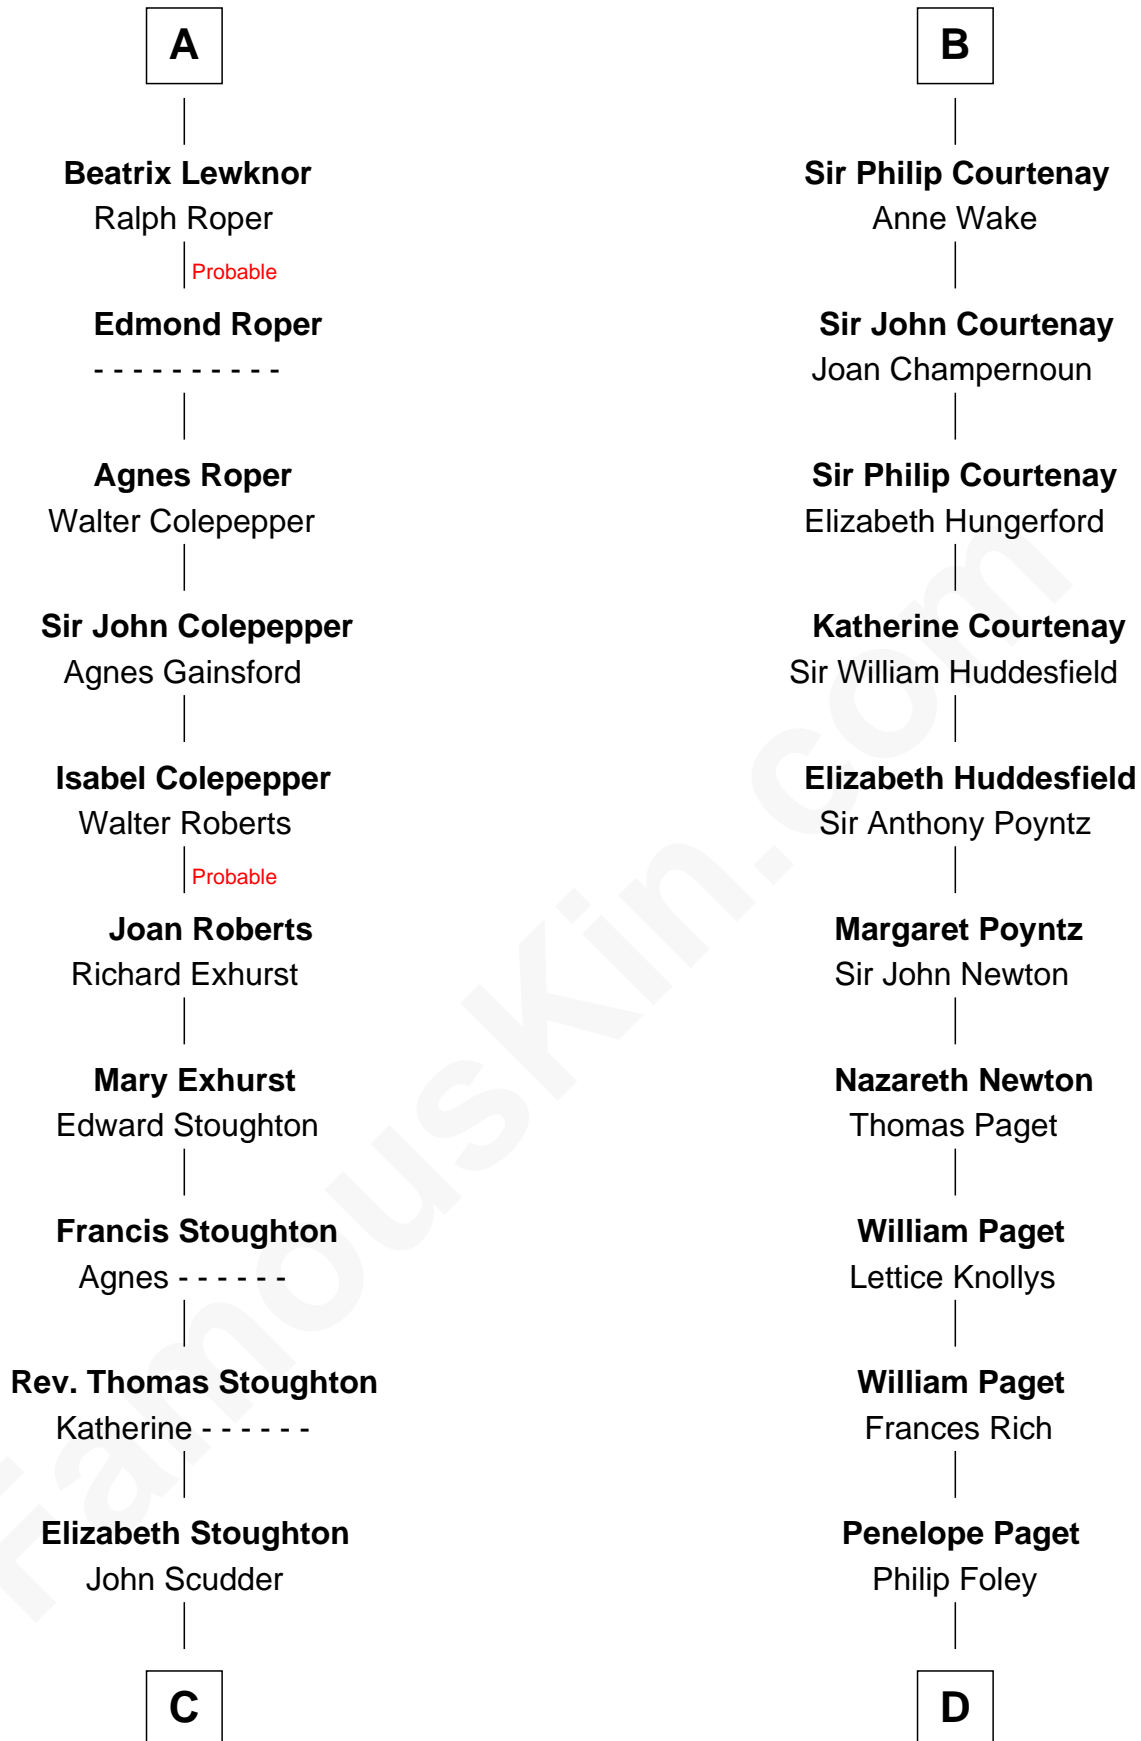 A
Beatrix Lewknor
Ralph Roper
Probable
Edmond Roper
- - - - - - - - - -
Agnes Roper
Walter Colepepper
Sir John Colepepper
Agnes Gainsford
Isabel Colepepper
Walter Roberts
Probable
Joan Roberts
Richard Exhurst
Mary Exhurst
Edward Stoughton
Francis Stoughton
Agnes - - - - - -
Rev. Thomas Stoughton
Katherine - - - - - -
Elizabeth Stoughton
John Scudder
C
B
Sir Philip Courtenay
Anne Wake
Sir John Courtenay
Joan Champernoun
Sir Philip Courtenay
Elizabeth Hungerford
Katherine Courtenay
Sir William Huddesfield
Elizabeth Huddesfield
Sir Anthony Poyntz
Margaret Poyntz
Sir John Newton
Nazareth Newton
Thomas Paget
William Paget
Lettice Knollys
William Paget
Frances Rich
Penelope Paget
Philip Foley
D
FamousKin.com